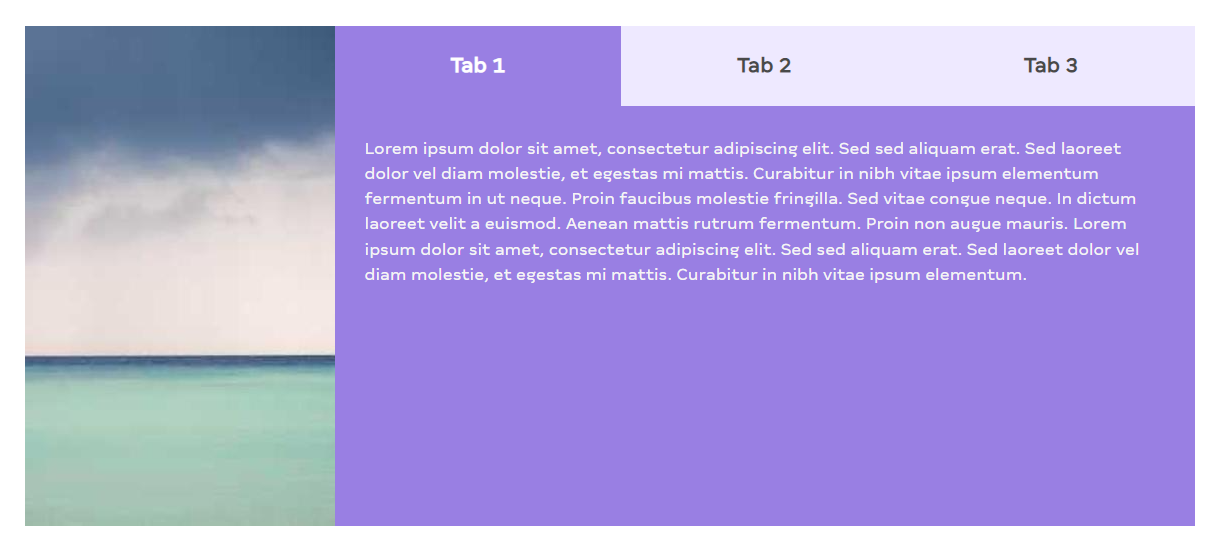 Tab 1
Tab 2
Tab 3
Lorem ipsum dolor sit amet, consectetur adipiscing elit. Sed sed aliquam erat. Sed laoreet
dolor vel diam molestie, et egestas mi mattis. Curabitur in nibh vitae ipsum elementum
fermentum in ut neque. Proin faucibus molestie fringilla. Sed vitae congue neque. In dictum
laoreet velit a euismod. Aenean mattis rutrum fermentum. Proin non augue mauris. Lorem
ipsum dolor sit amet, consectetur adipiscing elit. Sed sed aliquam erat. Sed laoreet dolor vel
diam molestie, et egestas mi mattis. Curabitur in nibh vitae ipsum elementum.